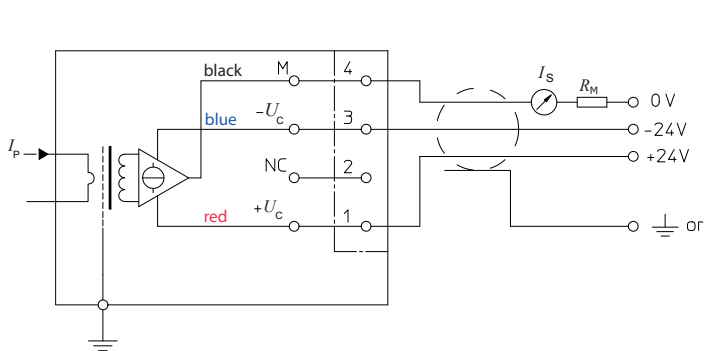 black M 4 I_S R_M 0 V
blue -U_c 3 -24V
I_P NC 2 +24V
red +U_c 1 or